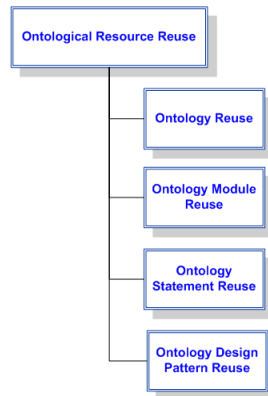 Ontological Resource Reuse
Ontology Reuse
Ontology Module
Reuse
Ontology
Statement Reuse
Ontology Design
Pattern Reuse